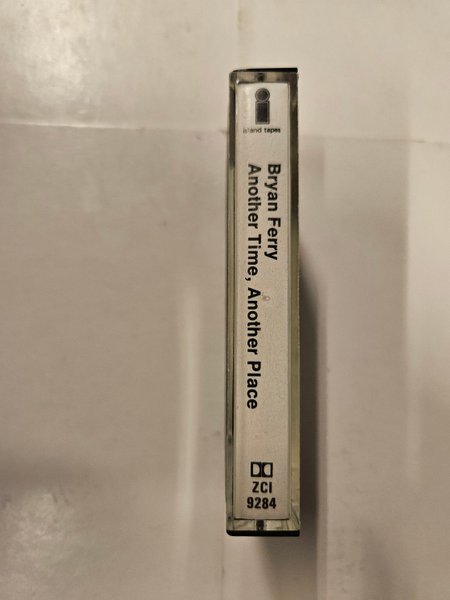 island tapes
Bryan Ferry
Another Time, Another Place
ZCI
9284